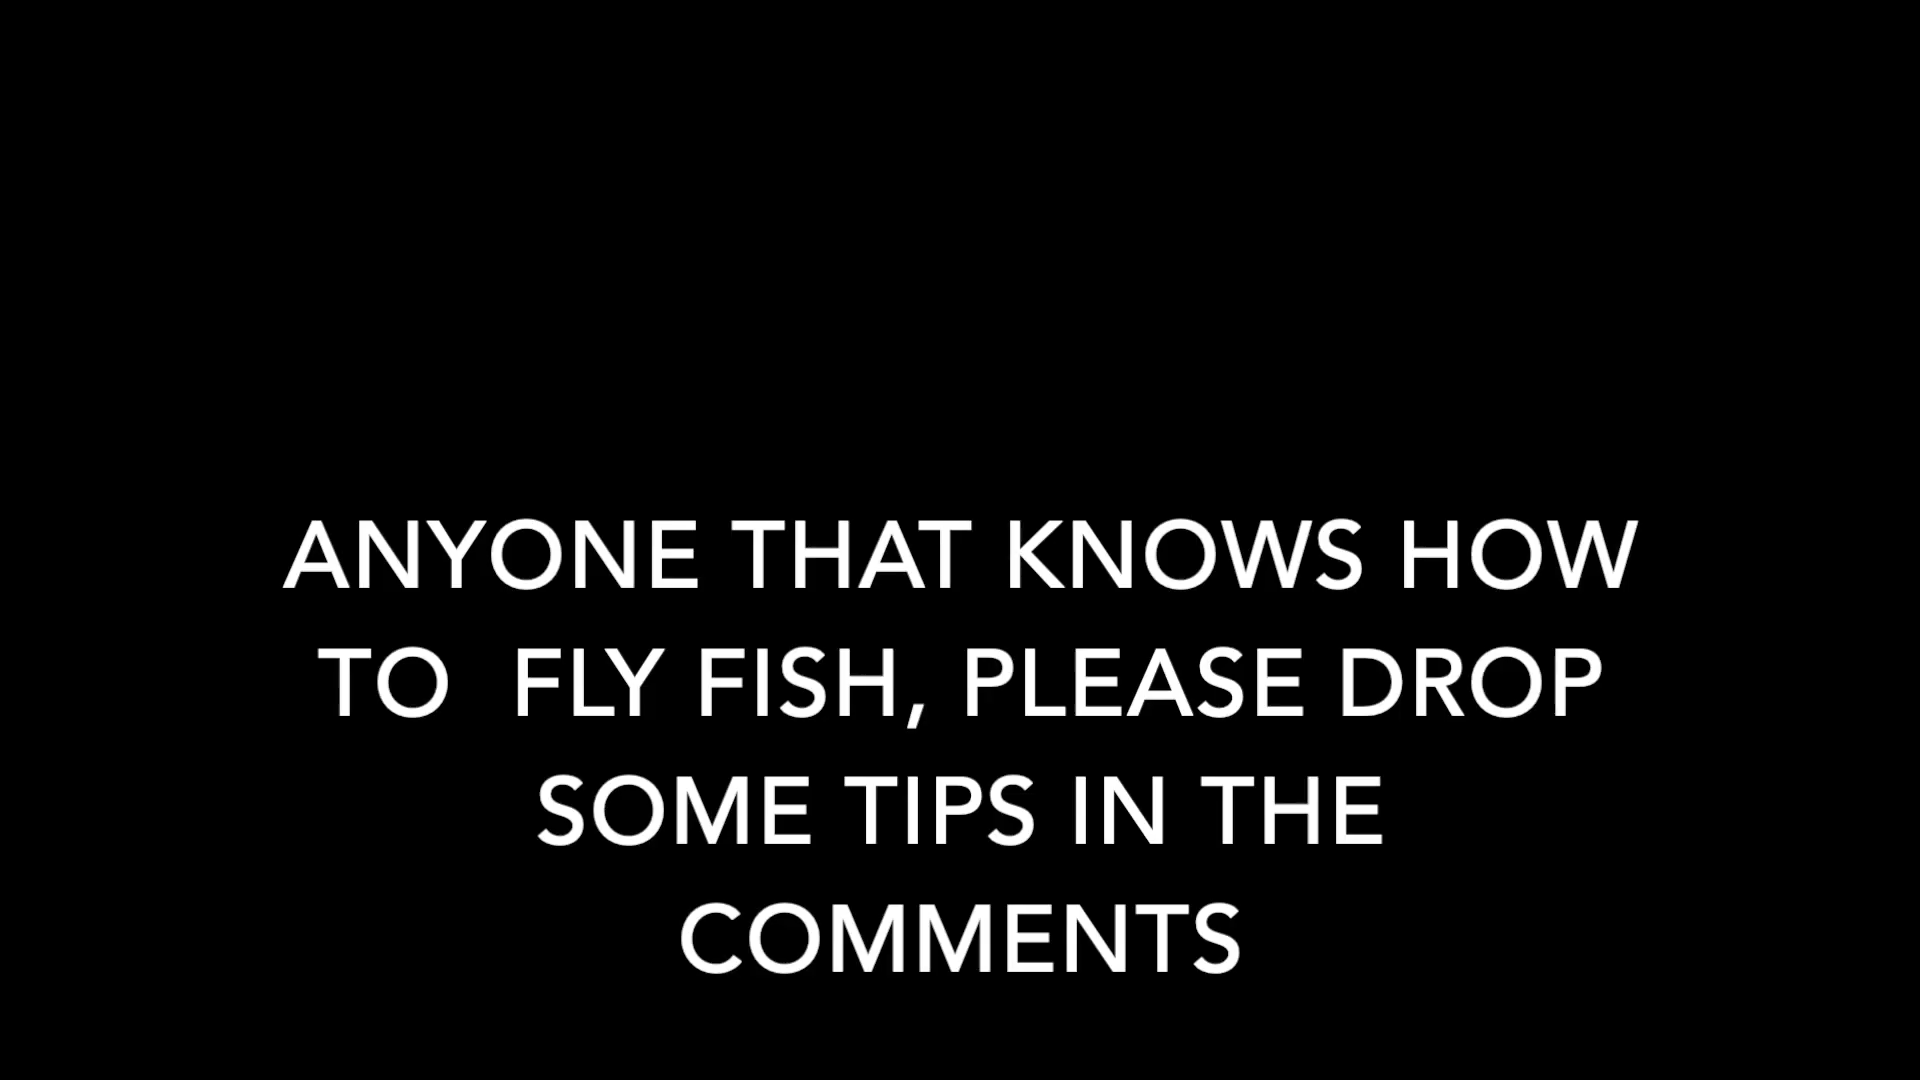 ANYONE THAT KNOWS HOW
TO  FLY FISH, PLEASE DROP
SOME TIPS IN THE
COMMENTS